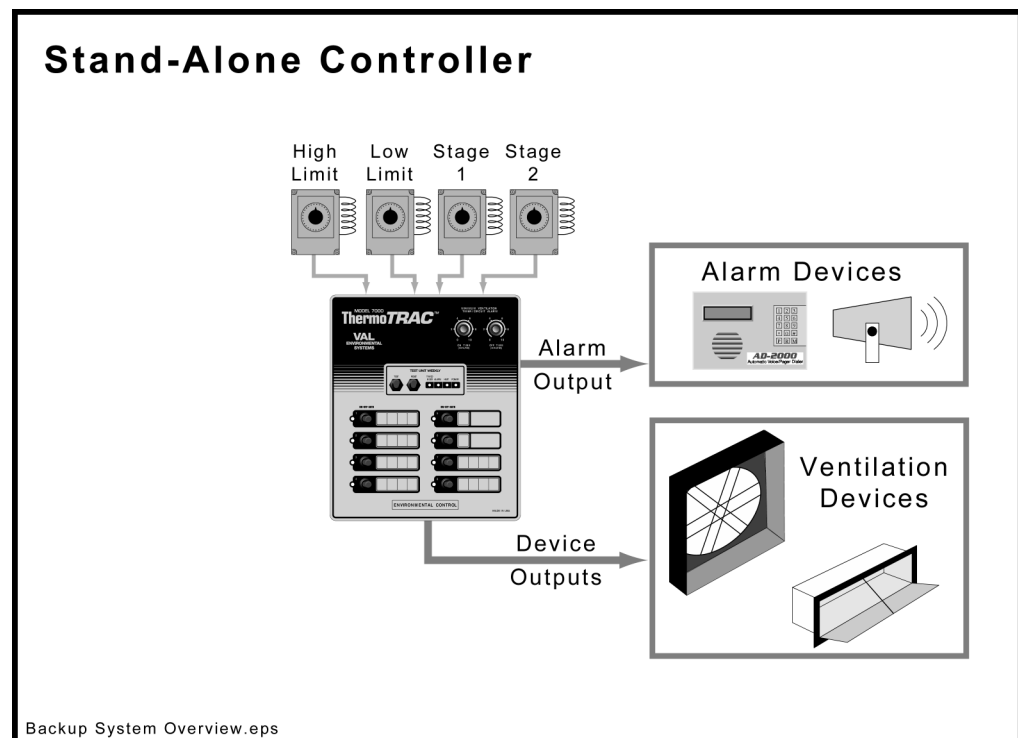 Stand-Alone Controller
High Limit
Low Limit
Stage 1
Stage 2
MODEL 7000
ThermoTRAC™
VAL
ENVIRONMENTAL
SYSTEMS
TEST UNIT WEEKLY
ENVIRONMENTAL CONTROL
Alarm
Output
Alarm Devices
AD-2000
Automatic Voice/Pager Dialer
Device
Outputs
Ventilation
Devices
Backup System Overview.eps